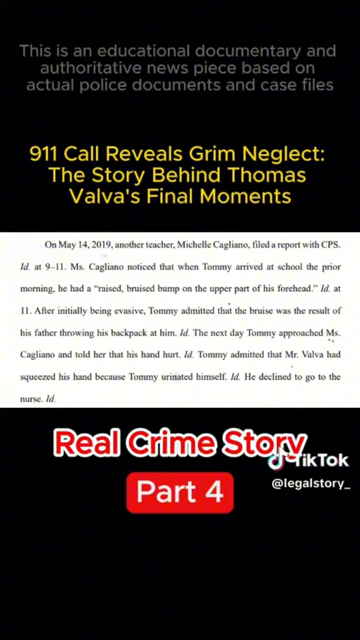 This is an educational documentary and
authoritative news piece based on
actual police documents and case files
911 Call Reveals Grim Neglect:
The Story Behind Thomas
Valva's Final Moments
On May 14, 2019, another teacher, Michelle Cagliano, filed a report with CPS.
Id. at 9–11. Ms. Cagliano noticed that when Tommy arrived at school the prior
morning, he had a “raised, bruised bump on the upper part of his forehead.” Id. at
11. After initially being evasive, Tommy admitted that the bruise was the result of
his father throwing his backpack at him. Id. The next day Tommy approached Ms.
Cagliano and told her that his hand hurt. Id. Tommy admitted that Mr. Valva had
squeezed his hand because Tommy urinated himself. Id. He declined to go to the
nurse. Id.
Real Crime Story
TikTok
@legalstory_
Part 4